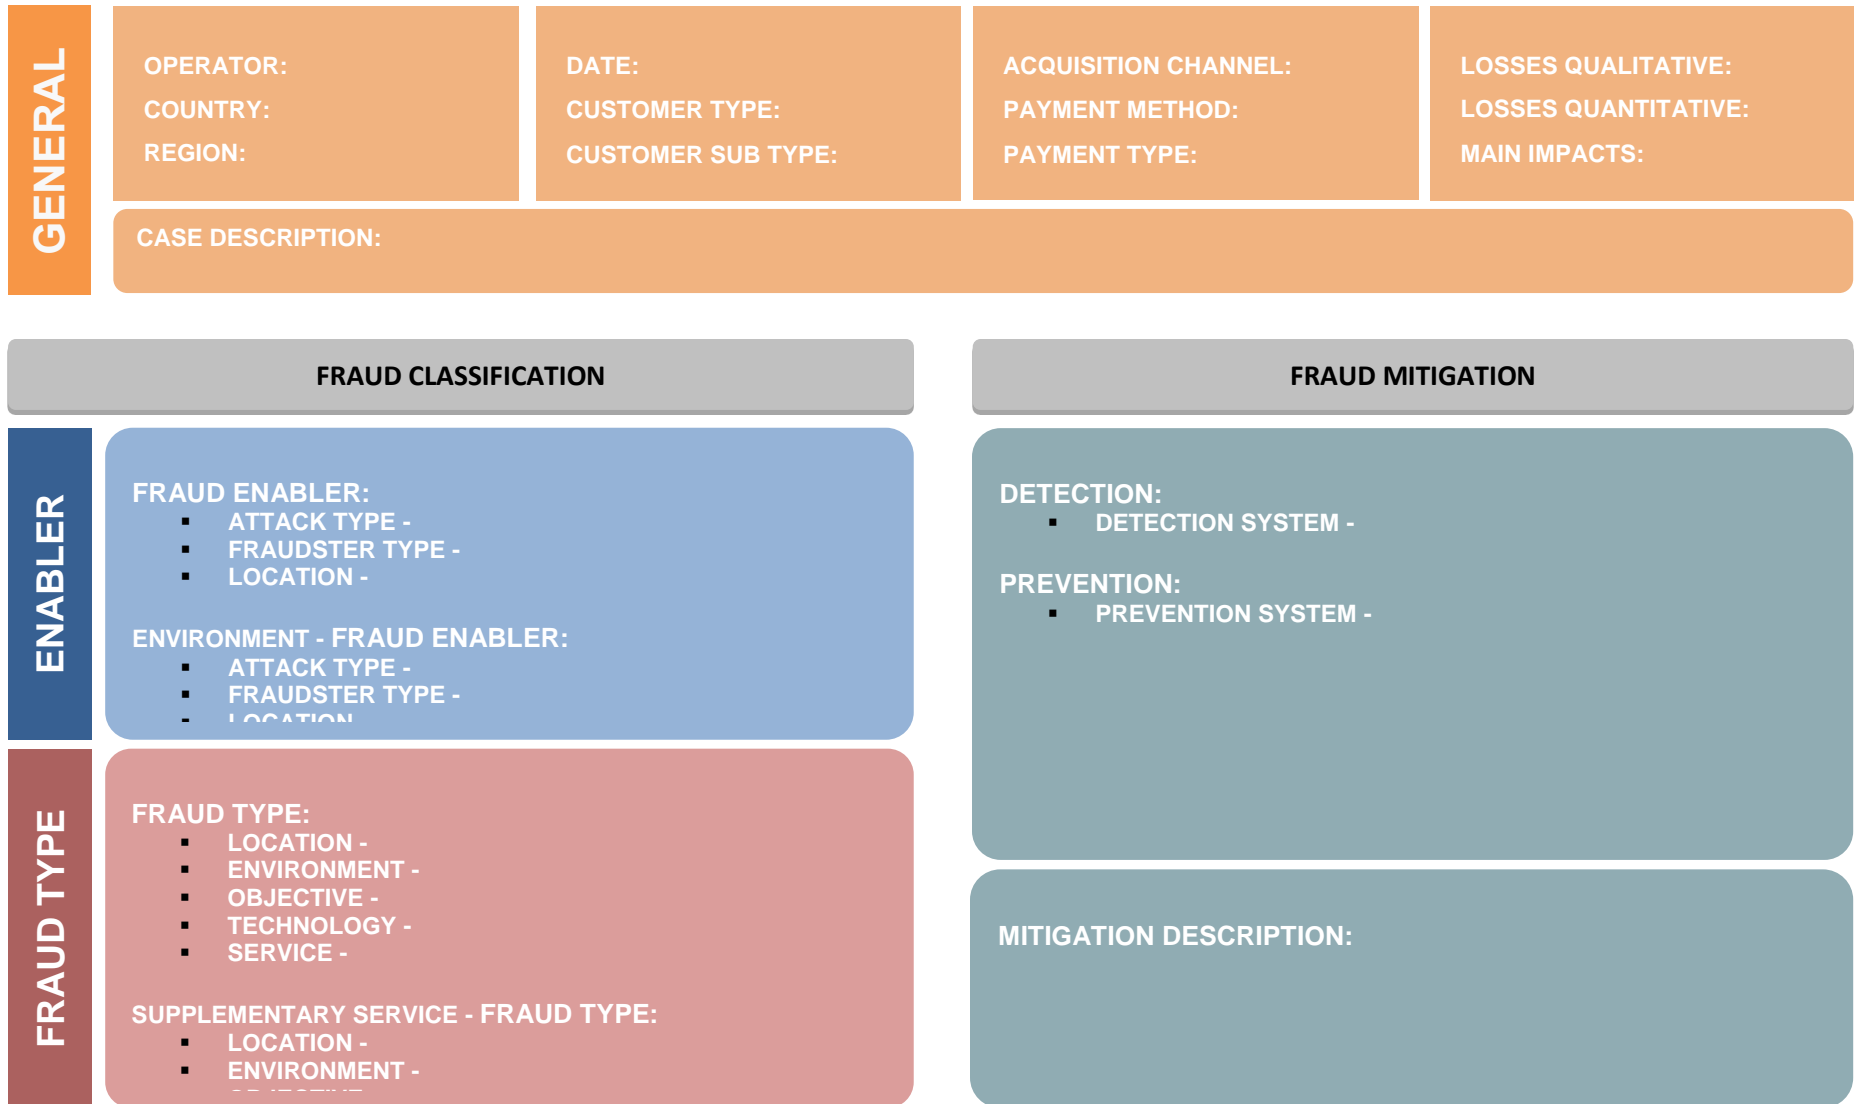 GENERAL
OPERATOR:
COUNTRY:
REGION:
DATE:
CUSTOMER TYPE:
CUSTOMER SUB TYPE:
ACQUISITION CHANNEL:
PAYMENT METHOD:
PAYMENT TYPE:
LOSSES QUALITATIVE:
LOSSES QUANTITATIVE:
MAIN IMPACTS:
CASE DESCRIPTION:
FRAUD CLASSIFICATION
ENABLER
FRAUD ENABLER:
▪ ATTACK TYPE -
▪ FRAUDSTER TYPE -
▪ LOCATION -
ENVIRONMENT - FRAUD ENABLER:
▪ ATTACK TYPE -
▪ FRAUDSTER TYPE -
▪ LOCATION
FRAUD TYPE
FRAUD TYPE:
▪ LOCATION -
▪ ENVIRONMENT -
▪ OBJECTIVE -
▪ TECHNOLOGY -
▪ SERVICE -
SUPPLEMENTARY SERVICE - FRAUD TYPE:
▪ LOCATION -
▪ ENVIRONMENT -
FRAUD MITIGATION
DETECTION:
▪ DETECTION SYSTEM -
PREVENTION:
▪ PREVENTION SYSTEM -
MITIGATION DESCRIPTION: